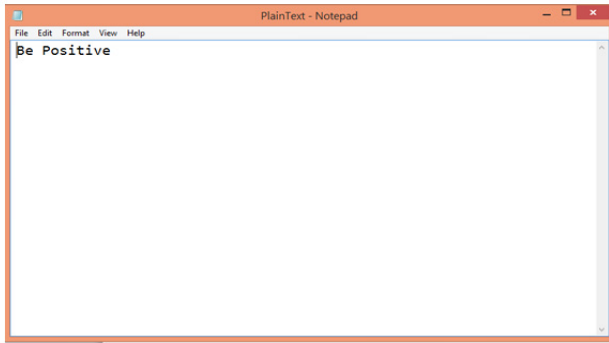 PlainText - Notepad
File Edit Format View Help
Be Positive